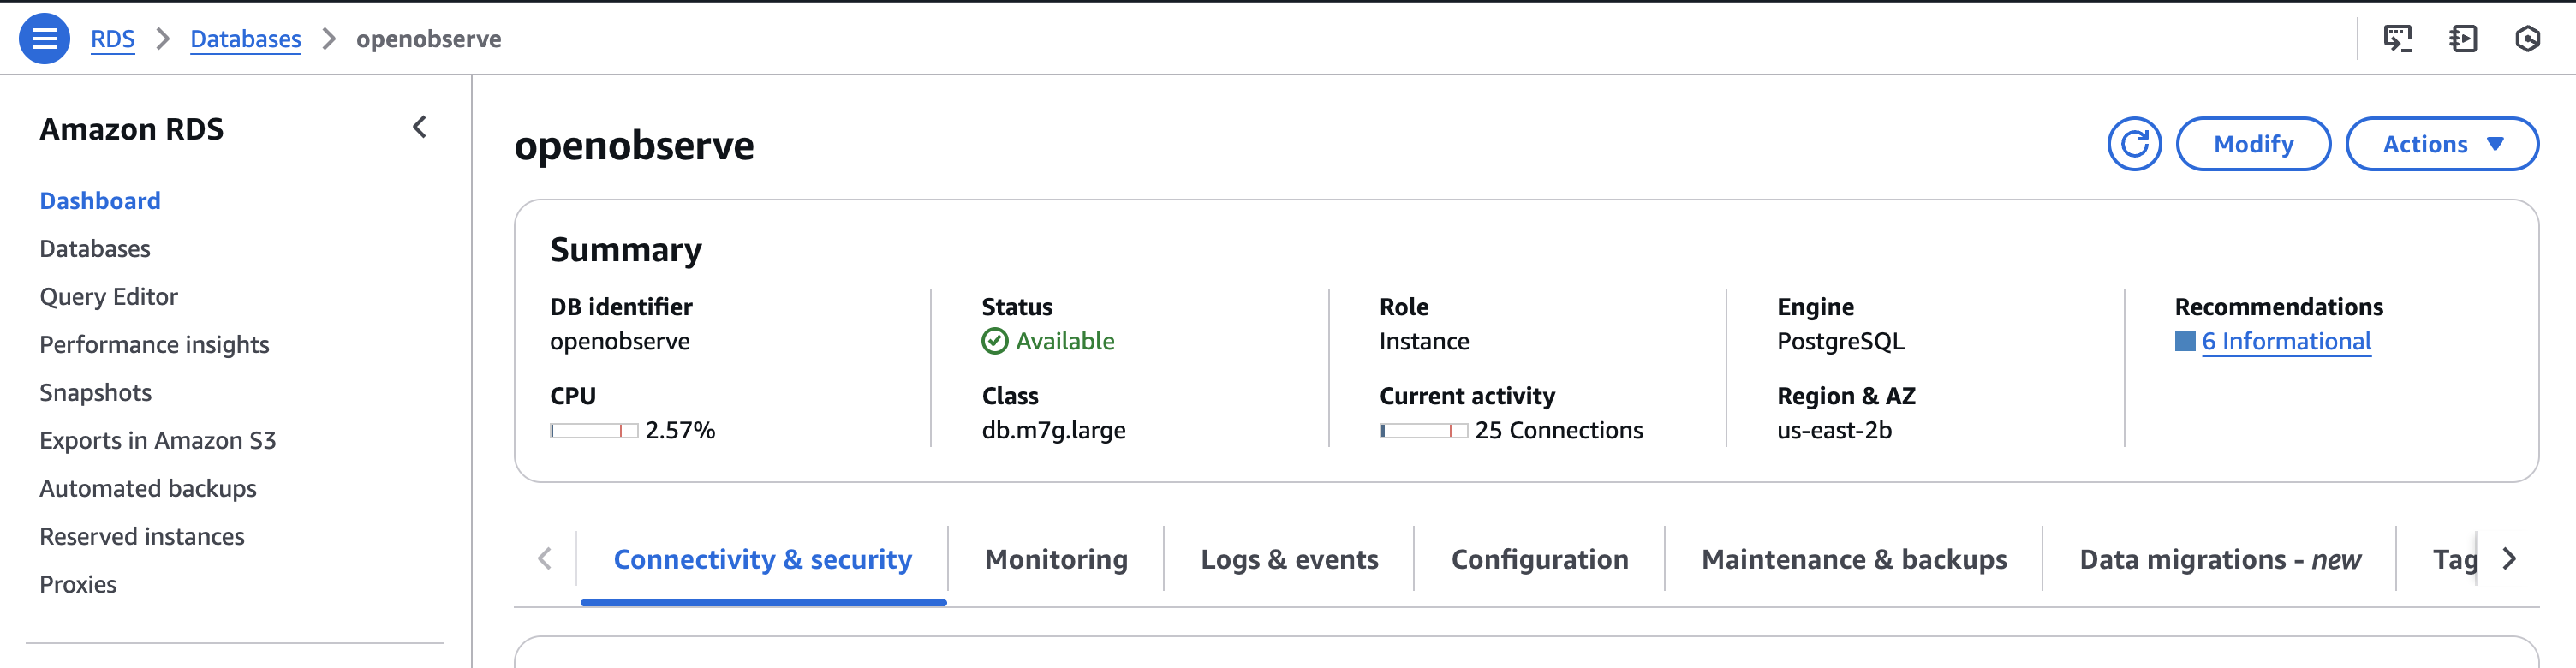 RDS > Databases > openobserve
Amazon RDS
Dashboard
Databases
Query Editor
Performance insights
Snapshots
Exports in Amazon S3
Automated backups
Reserved instances
Proxies
openobserve
Modify
Actions
Summary
DB identifier
openobserve
Status
Available
Role
Instance
Engine
PostgreSQL
Recommendations
6 Informational
CPU
2.57%
Class
db.m7g.large
Current activity
25 Connections
Region & AZ
us-east-2b
Connectivity & security
Monitoring
Logs & events
Configuration
Maintenance & backups
Data migrations - new
Tag